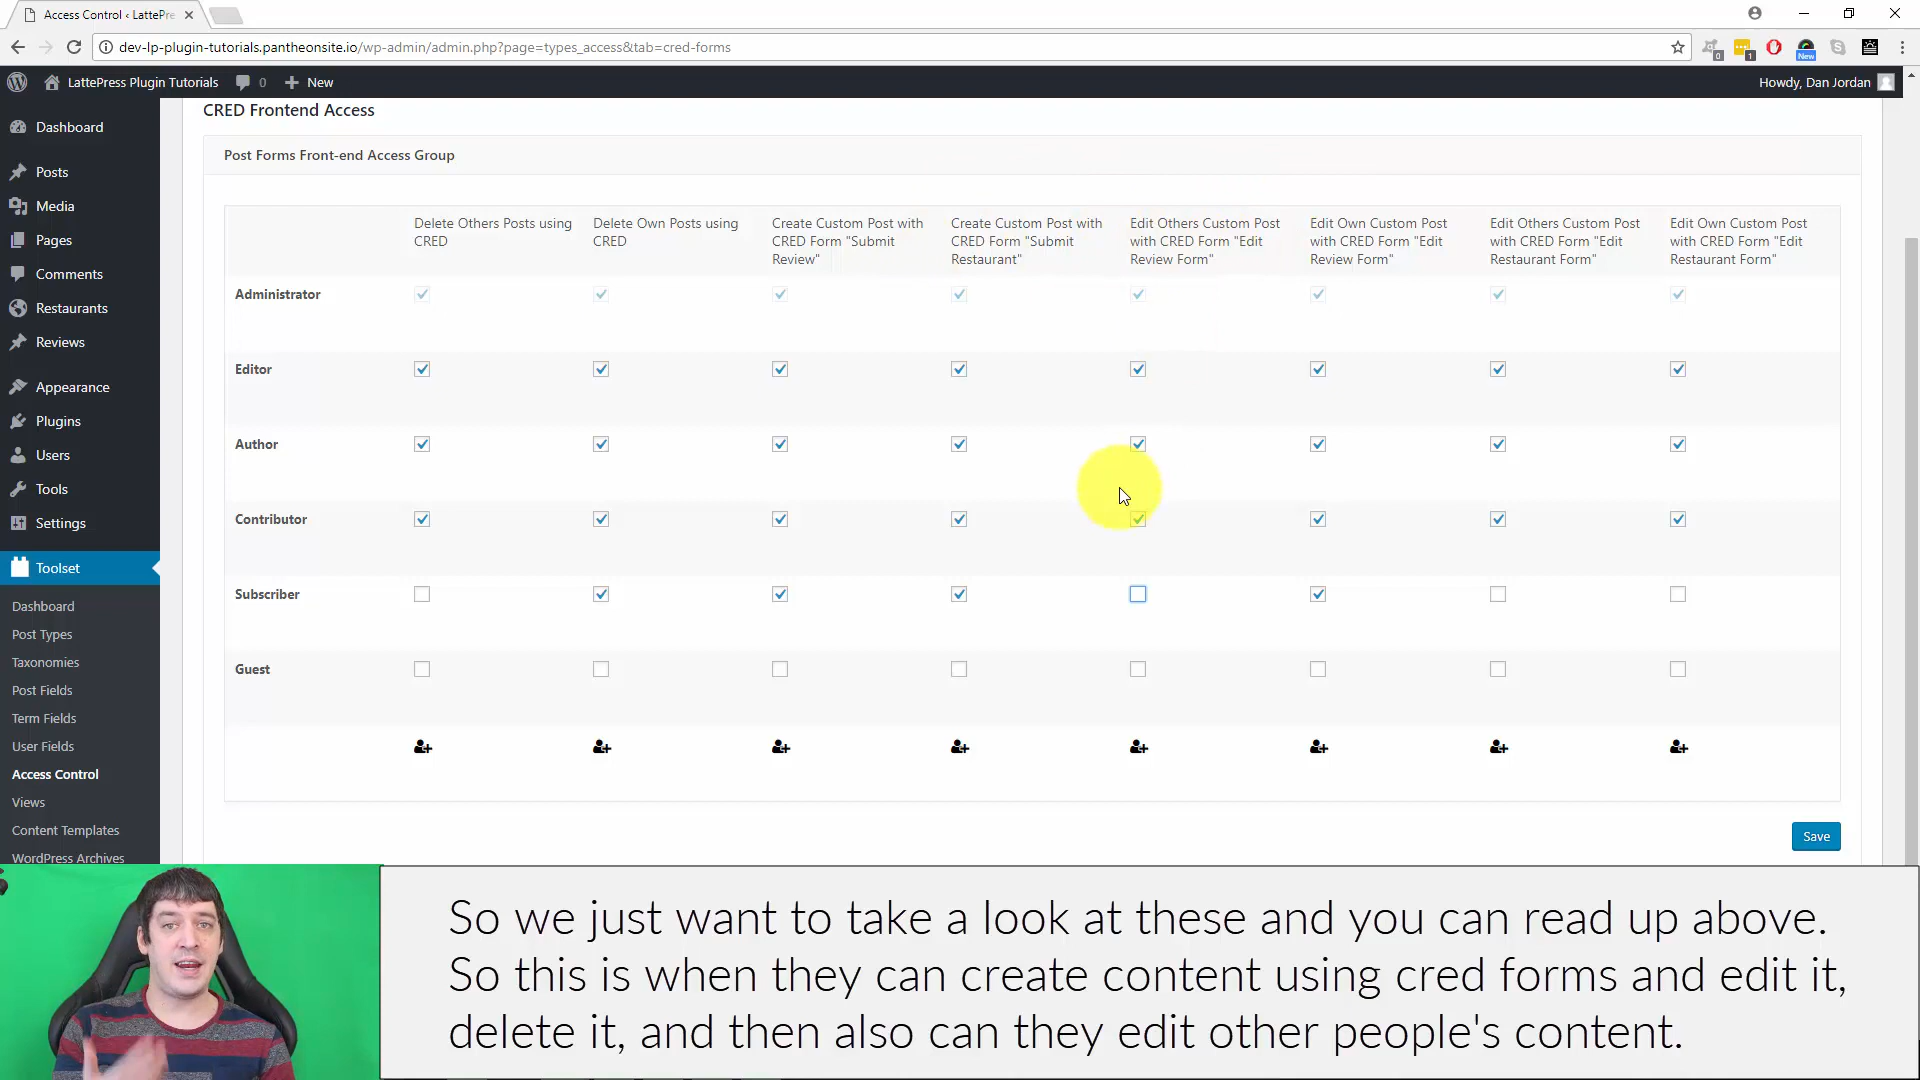 Access Control ‹ LattePre
dev-lp-plugin-tutorials.pantheonsite.io/wp-admin/admin.php?page=types_access&tab=cred-forms
0
1
New
LattePress Plugin Tutorials
0
New
Howdy, Dan Jordan
Dashboard
Posts
Media
Pages
Comments
Restaurants
Reviews
Appearance
Plugins
Users
Tools
Settings
Toolset
Dashboard
Post Types
Taxonomies
Post Fields
Term Fields
User Fields
Access Control
Views
Content Templates
WordPress Archives
CRED Frontend Access
Post Forms Front-end Access Group
Delete Others Posts using
CRED
Delete Own Posts using
CRED
Create Custom Post with
CRED Form "Submit
Review"
Create Custom Post with
CRED Form "Submit
Restaurant"
Edit Others Custom Post
with CRED Form "Edit
Review Form"
Edit Own Custom Post
with CRED Form "Edit
Review Form"
Edit Others Custom Post
with CRED Form "Edit
Restaurant Form"
Edit Own Custom Post
with CRED Form "Edit
Restaurant Form"
Administrator
Editor
Author
Contributor
Subscriber
Guest
Save
So we just want to take a look at these and you can read up above.
So this is when they can create content using cred forms and edit it,
delete it, and then also can they edit other people's content.